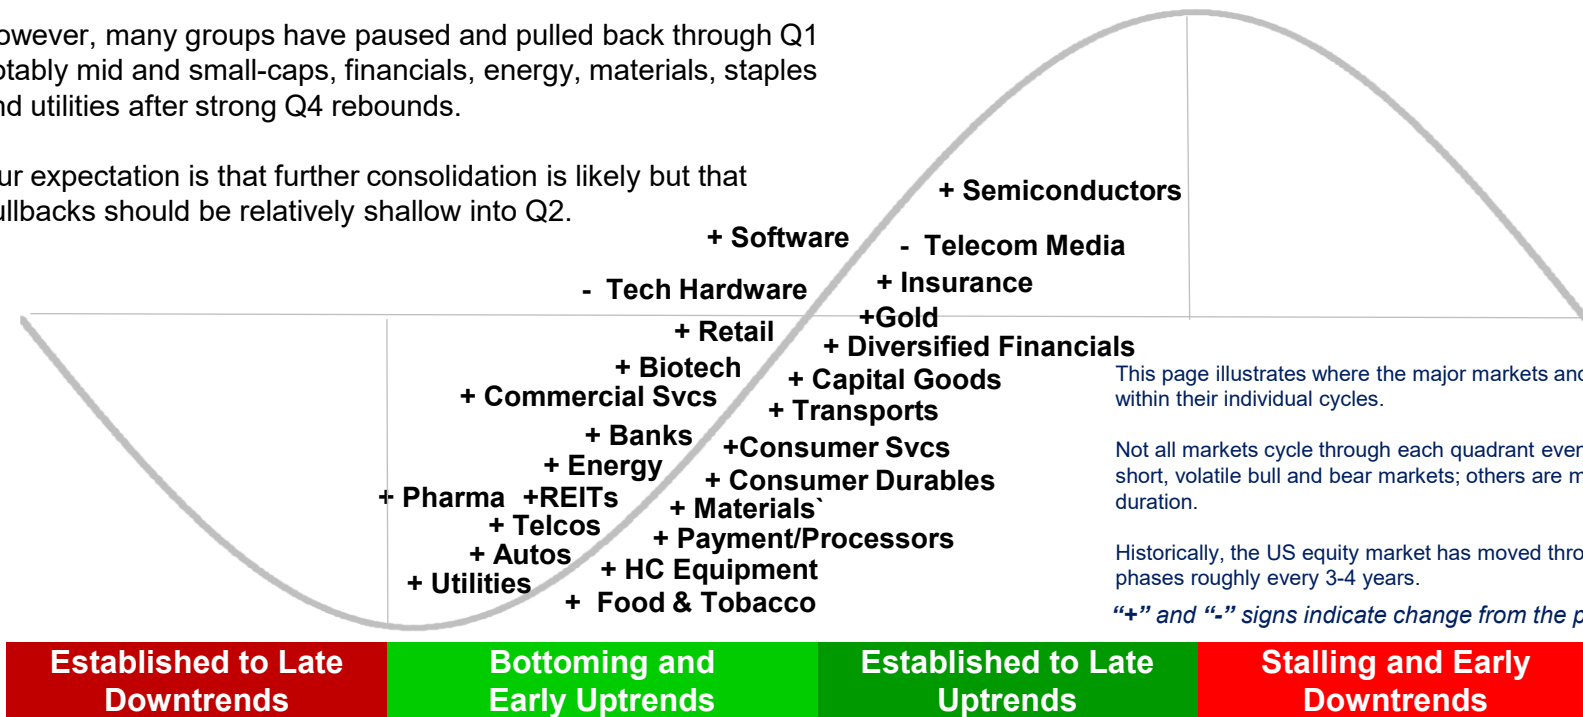 owever, many groups have paused and pulled back through Q1
otably mid and small-caps, financials, energy, materials, staples
nd utilities after strong Q4 rebounds.
ur expectation is that further consolidation is likely but that
ullbacks should be relatively shallow into Q2.
+ Semiconductors
+ Software
- Telecom Media
+ Insurance
- Tech Hardware
+Gold
+ Retail
+ Diversified Financials
+ Biotech
+ Capital Goods
+ Commercial Svcs
+ Transports
+ Banks
+Consumer Svcs
+ Energy
+ Consumer Durables
+ Pharma +REITs
+ Materials`
+ Telcos
+ Payment/Processors
+ Autos
+ HC Equipment
+ Utilities
+ Food & Tobacco
This page illustrates where the major markets and
within their individual cycles.
Not all markets cycle through each quadrant even
short, volatile bull and bear markets; others are m
duration.
Historically, the US equity market has moved thro
phases roughly every 3-4 years.
“+” and “-” signs indicate change from the p
Established to Late
Downtrends
Bottoming and
Early Uptrends
Established to Late
Uptrends
Stalling and Early
Downtrends